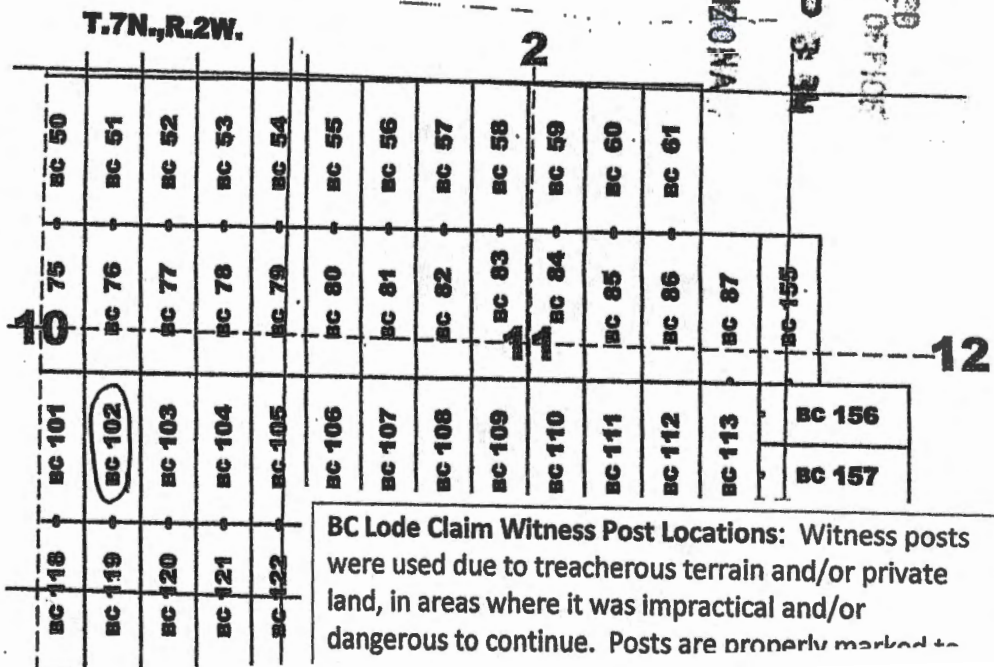 T.7N.,R.2W.
2
BC 50 BC 51 BC 52 BC 53 BC 54 BC 55 BC 56 BC 57 BC 58 BC 59 BC 60 BC 61
BC 75 BC 76 BC 77 BC 78 BC 79 BC 80 BC 81 BC 82 BC 83 BC 84 BC 85 BC 86 BC 87 BC 155
10 11 12
BC 101 BC 102 BC 103 BC 104 BC 105 BC 106 BC 107 BC 108 BC 109 BC 110 BC 111 BC 112 BC 113 BC 156
BC 157
BC 118 BC 119 BC 120 BC 121 BC 122
BC Lode Claim Witness Post Locations: Witness posts
were used due to treacherous terrain and/or private
land, in areas where it was impractical and/or
dangerous to continue. Posts are properly marked to
OFFICE